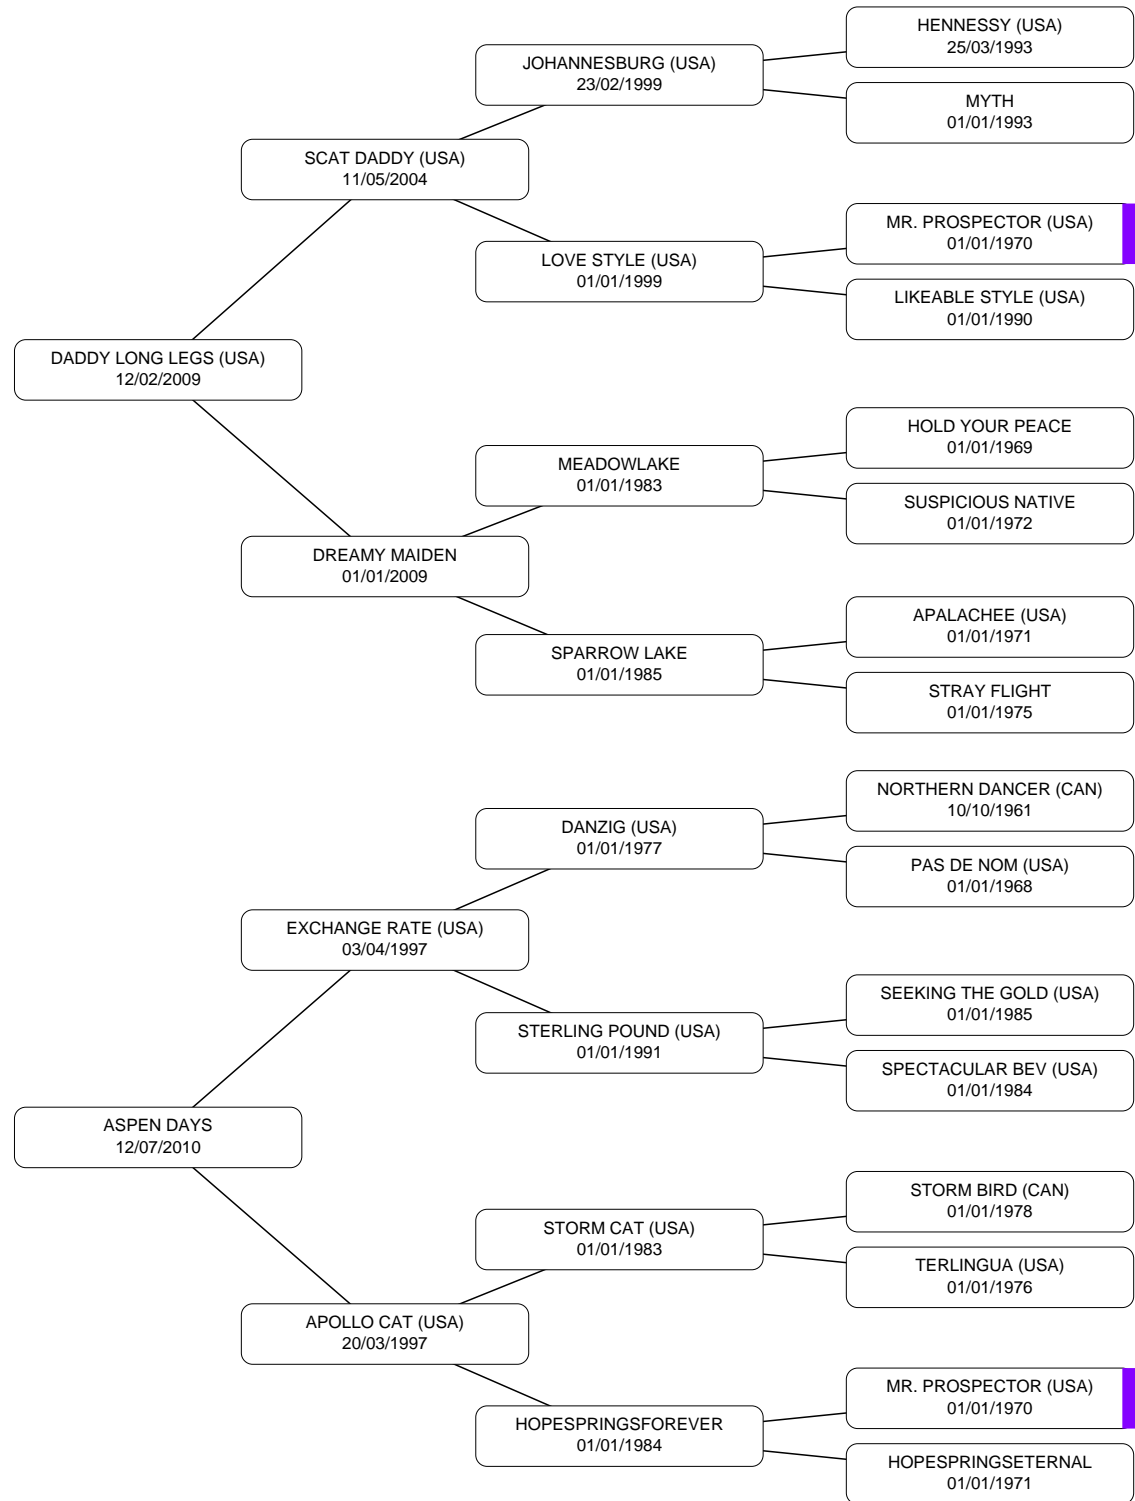 HENNESSY (USA)
25/03/1993
JOHANNESBURG (USA)
23/02/1999
MYTH
01/01/1993
SCAT DADDY (USA)
11/05/2004
MR. PROSPECTOR (USA)
01/01/1970
LOVE STYLE (USA)
01/01/1999
LIKEABLE STYLE (USA)
01/01/1990
DADDY LONG LEGS (USA)
12/02/2009
HOLD YOUR PEACE
01/01/1969
MEADOWLAKE
01/01/1983
SUSPICIOUS NATIVE
01/01/1972
DREAMY MAIDEN
01/01/2009
APALACHEE (USA)
01/01/1971
SPARROW LAKE
01/01/1985
STRAY FLIGHT
01/01/1975
NORTHERN DANCER (CAN)
10/10/1961
DANZIG (USA)
01/01/1977
PAS DE NOM (USA)
01/01/1968
EXCHANGE RATE (USA)
03/04/1997
SEEKING THE GOLD (USA)
01/01/1985
STERLING POUND (USA)
01/01/1991
SPECTACULAR BEV (USA)
01/01/1984
ASPEN DAYS
12/07/2010
STORM BIRD (CAN)
01/01/1978
STORM CAT (USA)
01/01/1983
TERLINGUA (USA)
01/01/1976
APOLLO CAT (USA)
20/03/1997
MR. PROSPECTOR (USA)
01/01/1970
HOPESPRINGSFOREVER
01/01/1984
HOPESPRINGSETERNAL
01/01/1971